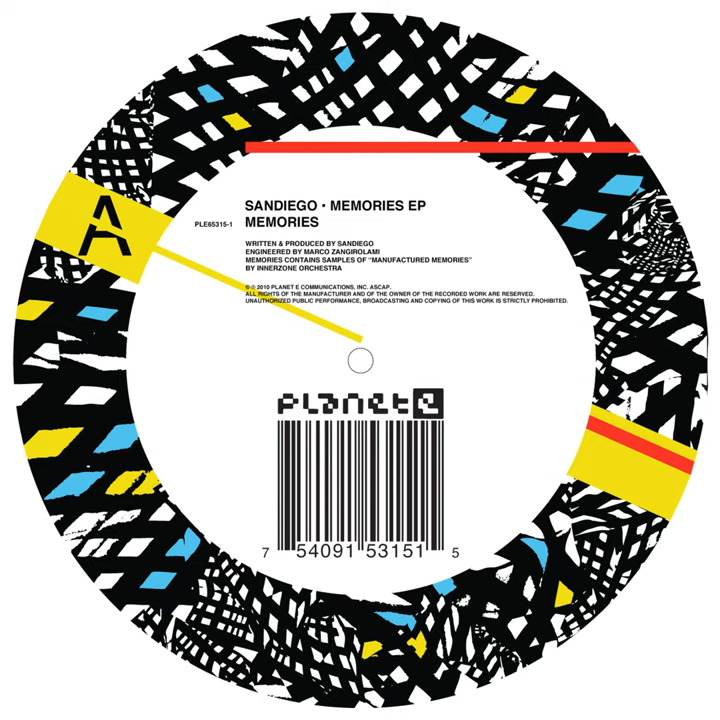 SANDIEGO • MEMORIES EP
PLE65315-1 MEMORIES
WRITTEN & PRODUCED BY SANDIEGO
ENGINEERED BY MARCO ZANGIROLAMI
MEMORIES CONTAINS SAMPLES OF "MANUFACTURED MEMORIES"
BY INNERZONE ORCHESTRA
℗ © 2010 PLANET E COMMUNICATIONS, INC. ASCAP.
ALL RIGHTS OF THE MANUFACTURER AND OF THE OWNER OF THE RECORDED WORK ARE RESERVED.
UNAUTHORIZED PUBLIC PERFORMANCE, BROADCASTING AND COPYING OF THIS WORK IS STRICTLY PROHIBITED.
A
planet e
7 54091 53151 5